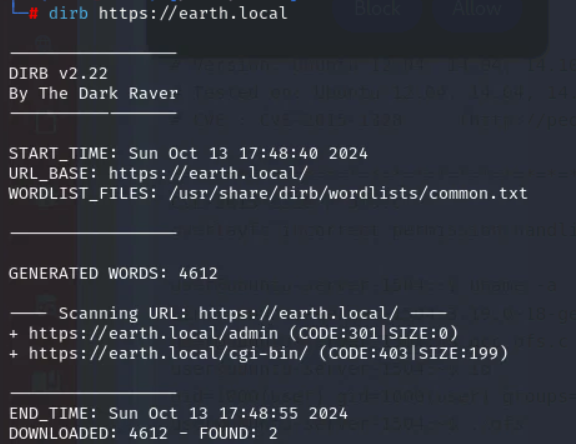 # dirb https://earth.local
DIRB v2.22
By The Dark Raver
START_TIME: Sun Oct 13 17:48:40 2024
URL_BASE: https://earth.local/
WORDLIST_FILES: /usr/share/dirb/wordlists/common.txt
GENERATED WORDS: 4612
---- Scanning URL: https://earth.local/ ----
+ https://earth.local/admin (CODE:301|SIZE:0)
+ https://earth.local/cgi-bin/ (CODE:403|SIZE:199)
END_TIME: Sun Oct 13 17:48:55 2024
DOWNLOADED: 4612 - FOUND: 2
Block Allow